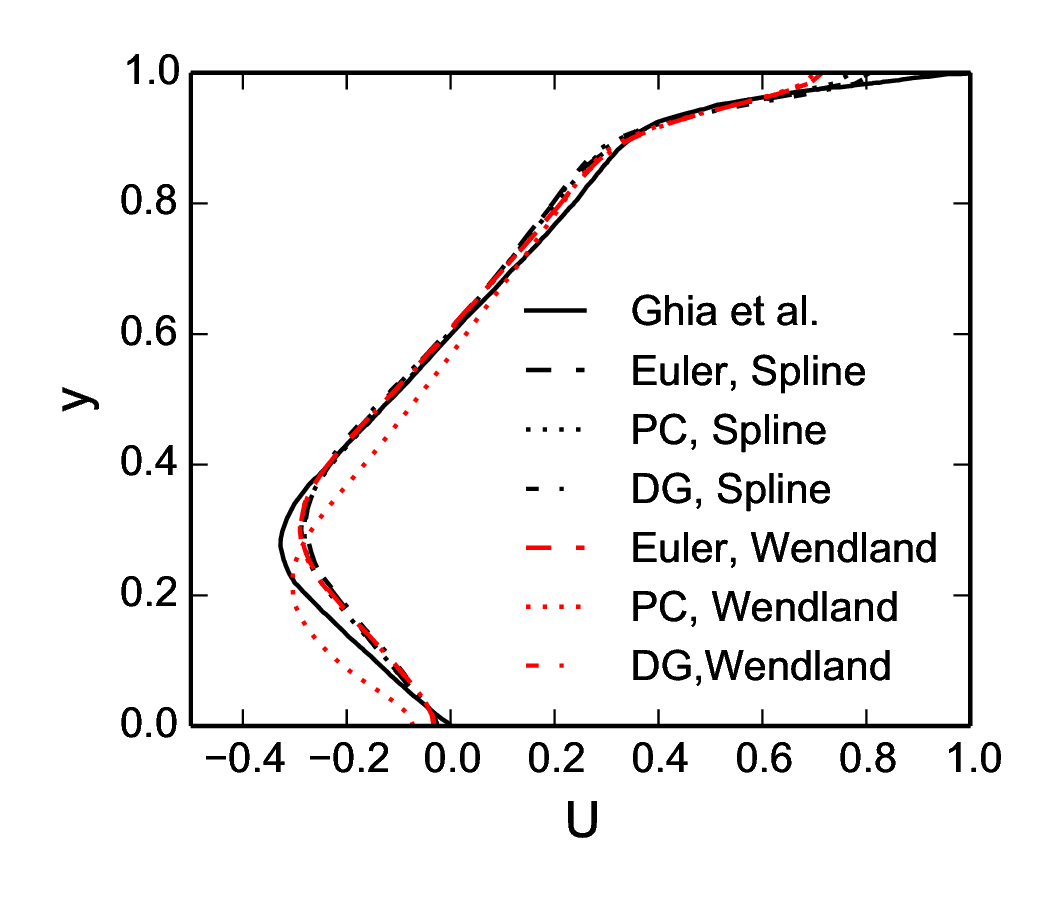 1.0
0.8
0.6
0.4
0.2
0.0
y
Ghia et al.
Euler, Spline
PC, Spline
DG, Spline
Euler, Wendland
PC, Wendland
DG,Wendland
−0.4 −0.2 0.0 0.2 0.4 0.6 0.8 1.0
U